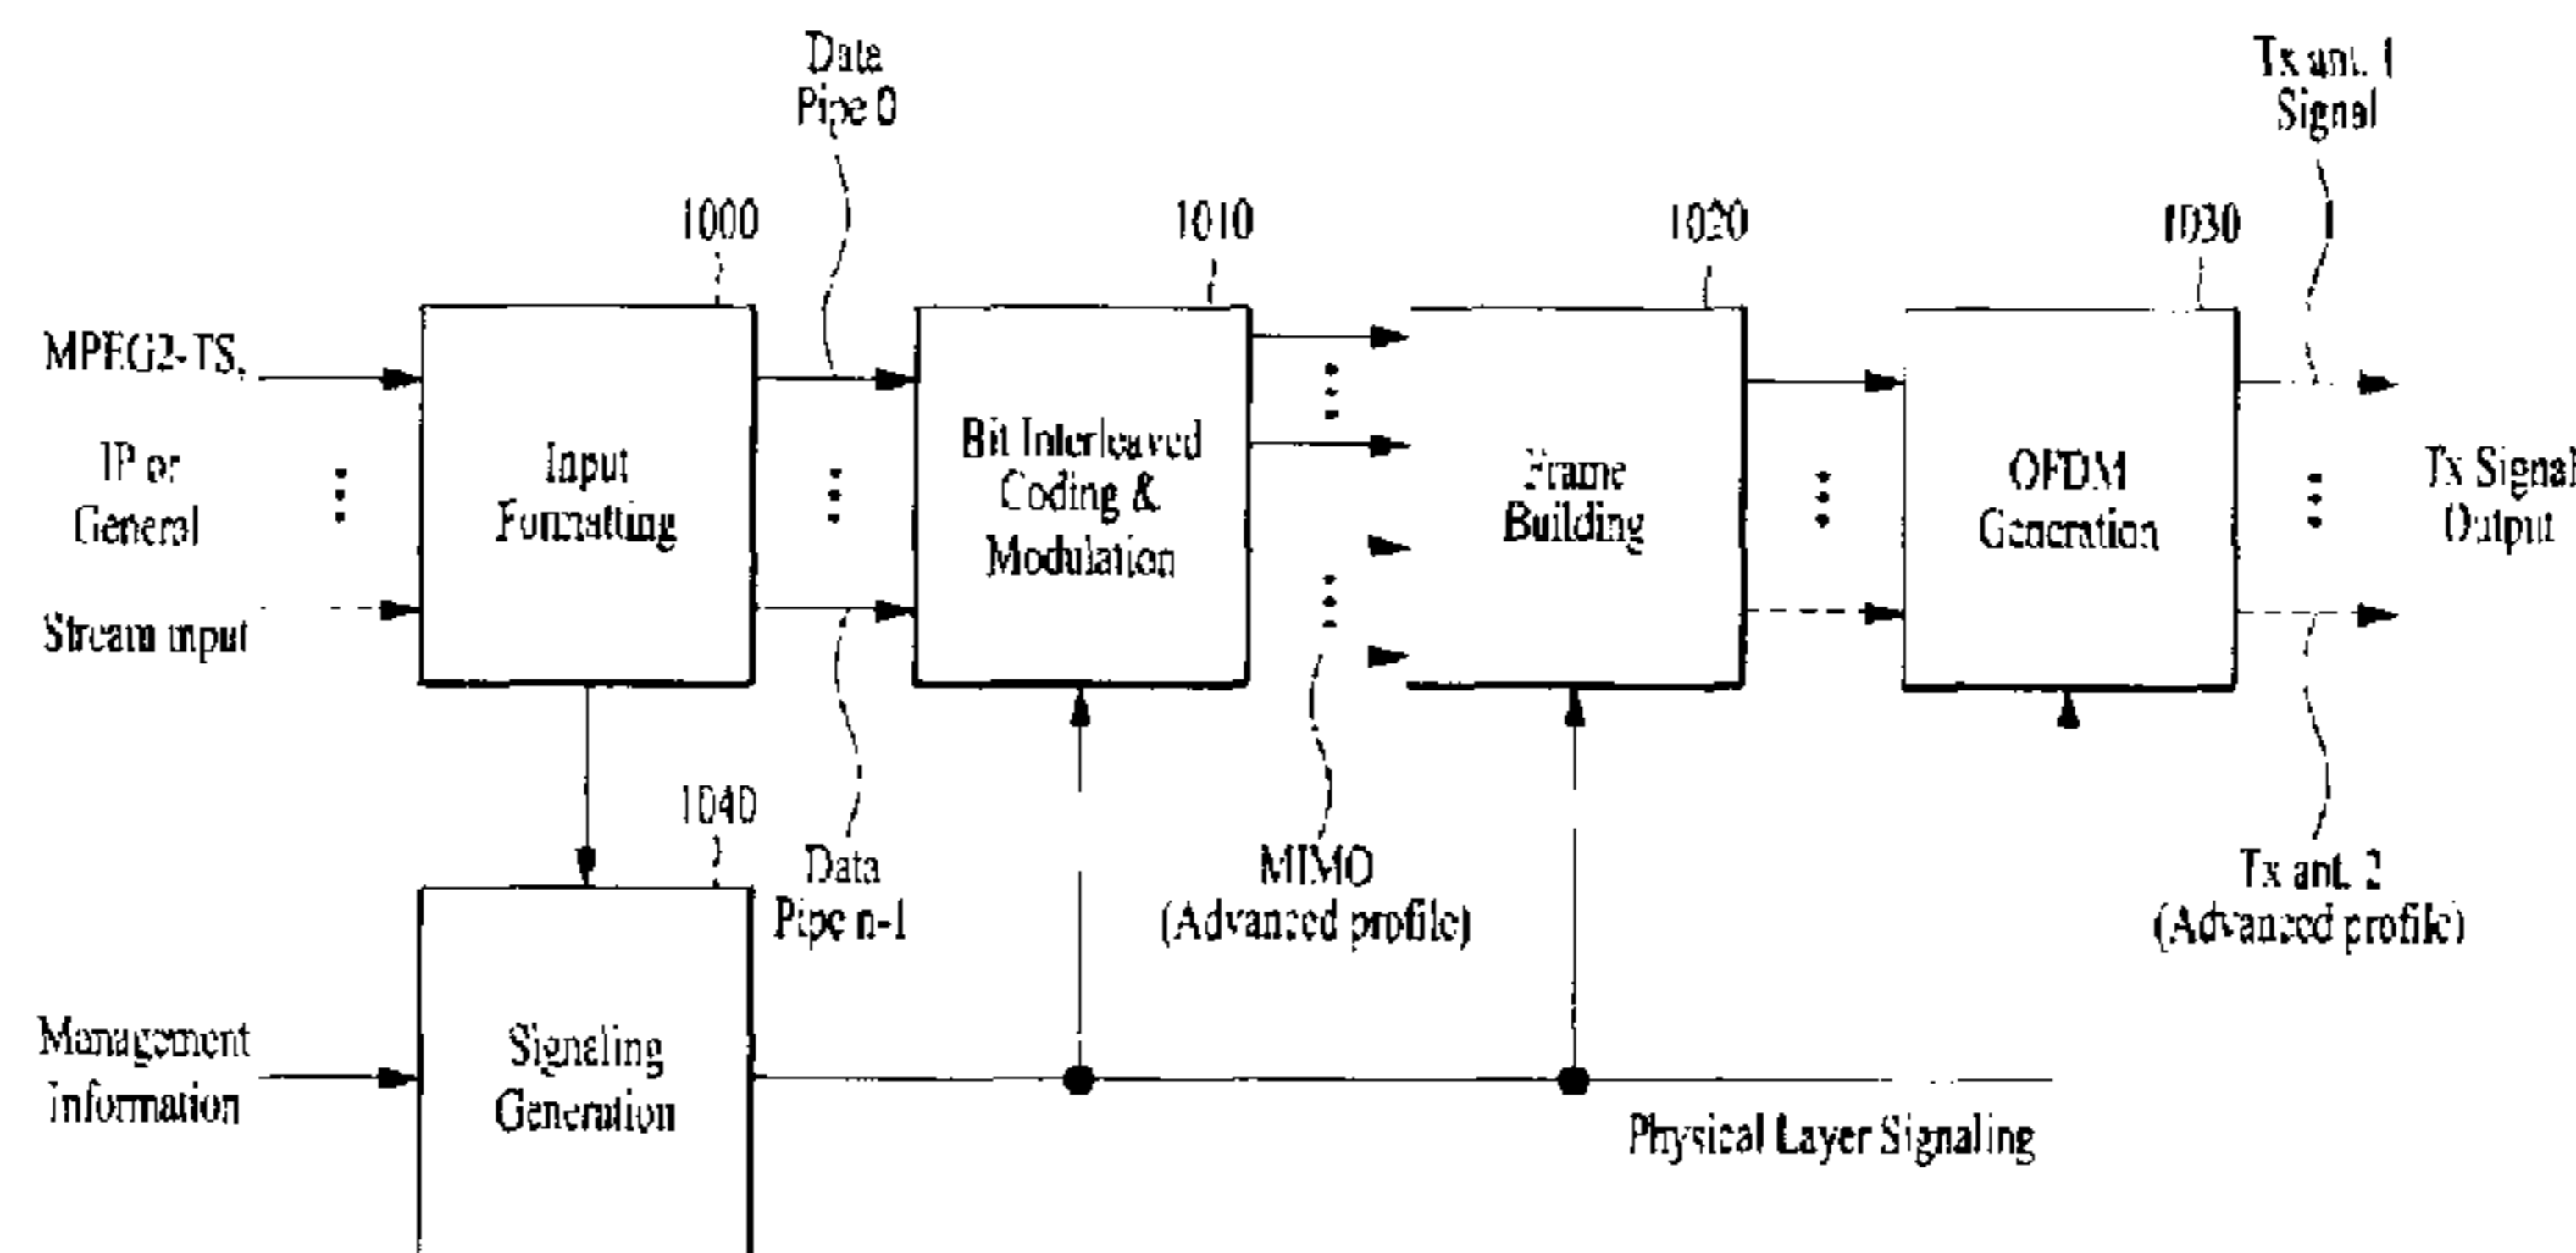 Data
Pipe 0
Tx ant. 1
Signal
1000
1010
1020
1030
MPEG2-TS,
IP or
General
Stream input
Input
Formatting
Bit Interleaved
Coding &
Modulation
Frame
Building
OFDM
Generation
Tx Signal
Output
1040
Data
Pipe n-1
MIMO
(Advanced profile)
Tx ant. 2
(Advanced profile)
Management
information
Signaling
Generation
Physical Layer Signaling